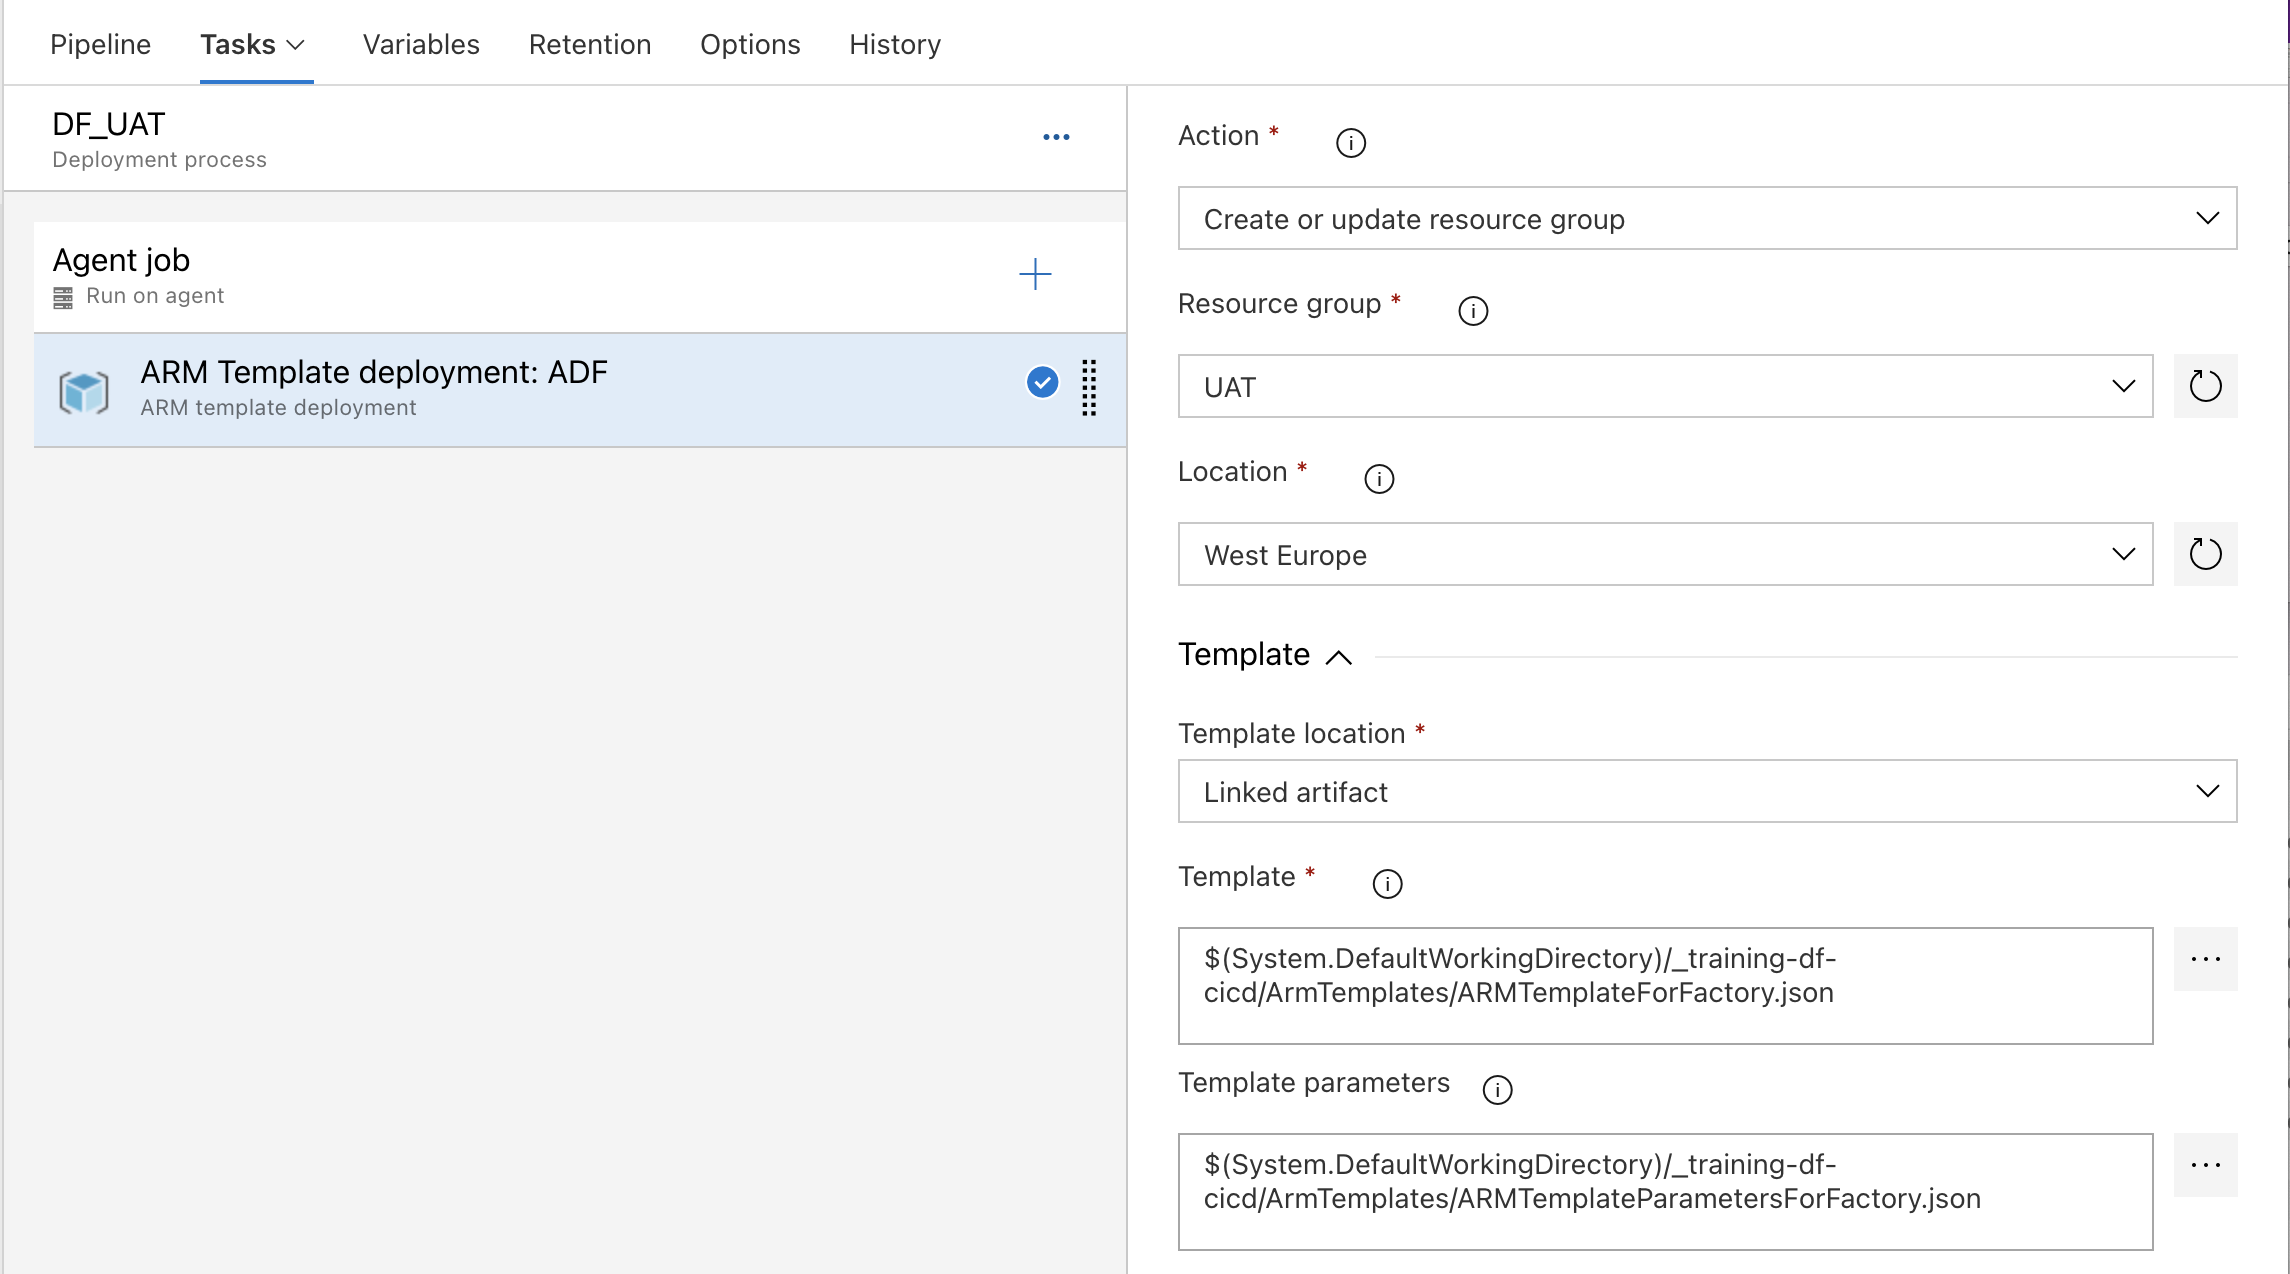 Pipeline Tasks Variables Retention Options History
DF_UAT
Deployment process
Agent job
Run on agent
ARM Template deployment: ADF
ARM template deployment
Action *
Create or update resource group
Resource group *
UAT
Location *
West Europe
Template
Template location *
Linked artifact
Template *
$(System.DefaultWorkingDirectory)/_training-df-
cicd/ArmTemplates/ARMTemplateForFactory.json
Template parameters
$(System.DefaultWorkingDirectory)/_training-df-
cicd/ArmTemplates/ARMTemplateParametersForFactory.json